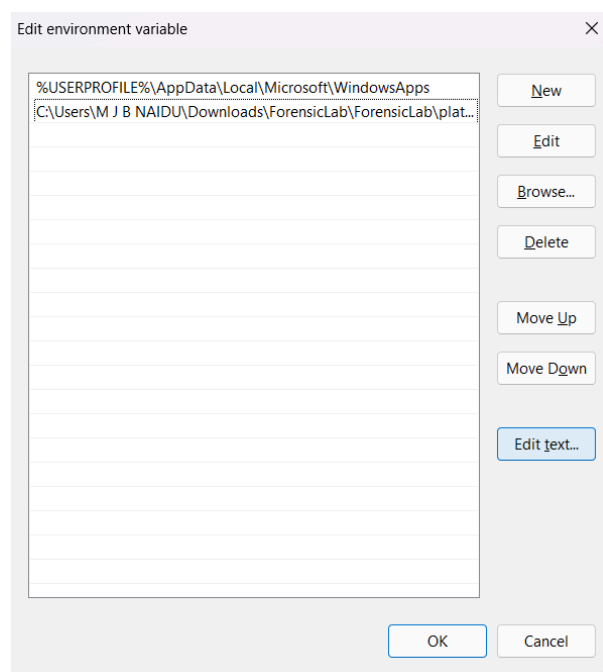 Edit environment variable
%USERPROFILE%\AppData\Local\Microsoft\WindowsApps
New
C:\Users\M J B NAIDU\Downloads\ForensicLab\ForensicLab\plat...
Edit
Browse...
Delete
Move Up
Move Down
Edit text...
OK
Cancel